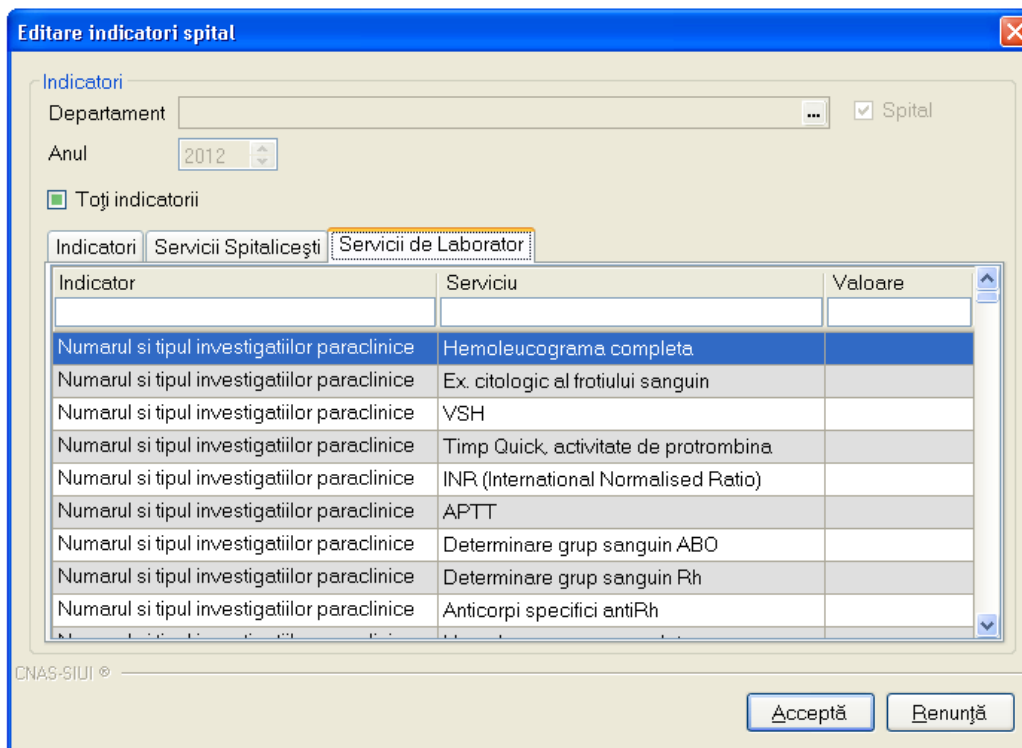 Editare indicatori spital
Indicatori
Departament ... Spital
Anul 2012
Toţi indicatorii
Indicatori Servicii Spitaliceşti Servicii de Laborator
Indicator Serviciu Valoare
Numarul si tipul investigatiilor paraclinice Hemoleucograma completa
Numarul si tipul investigatiilor paraclinice Ex. citologic al frotiului sanguin
Numarul si tipul investigatiilor paraclinice VSH
Numarul si tipul investigatiilor paraclinice Timp Quick, activitate de protrombina
Numarul si tipul investigatiilor paraclinice INR (International Normalised Ratio)
Numarul si tipul investigatiilor paraclinice APTT
Numarul si tipul investigatiilor paraclinice Determinare grup sanguin ABO
Numarul si tipul investigatiilor paraclinice Determinare grup sanguin Rh
Numarul si tipul investigatiilor paraclinice Anticorpi specifici antiRh
CNAS-SIUI ®
Acceptă Renunţă